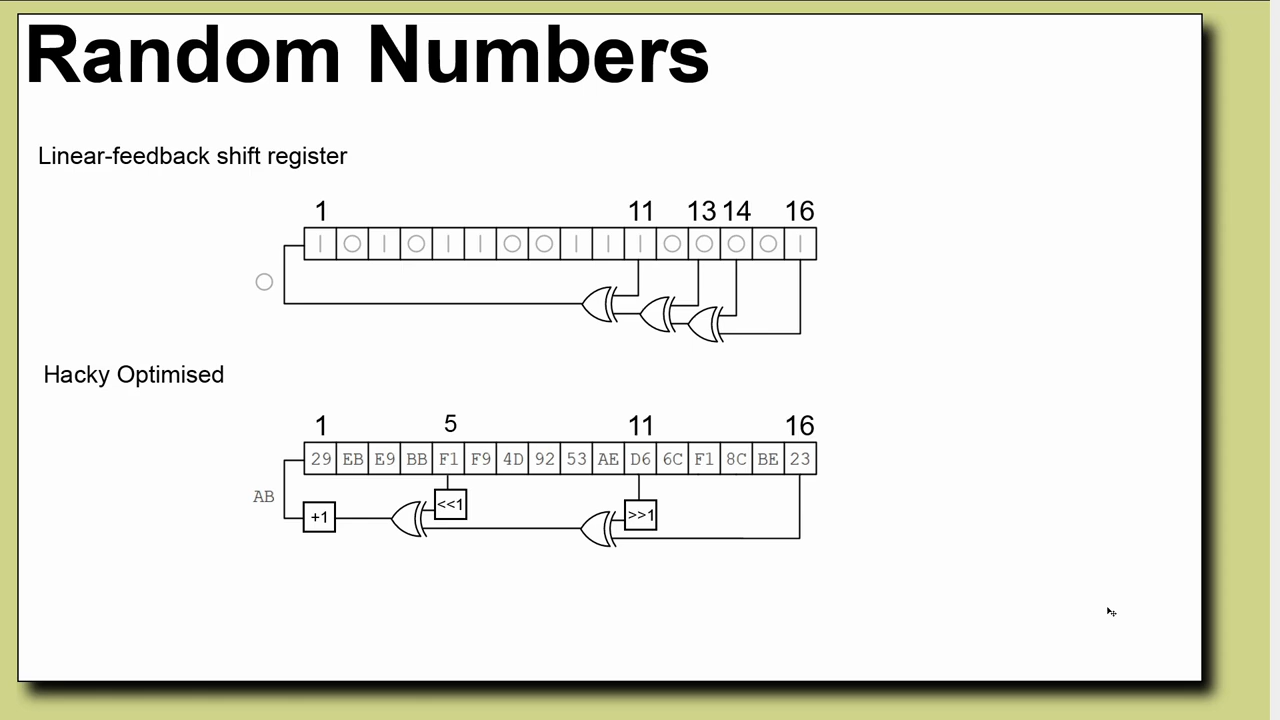 Random Numbers
Linear-feedback shift register
1 11 13 14 16
| O | O | | O O | | | O O O O |
O
Hacky Optimised
1 5 11 16
29 EB E9 BB F1 F9 4D 92 53 AE D6 6C F1 8C BE 23
AB
+1 <<1 >>1